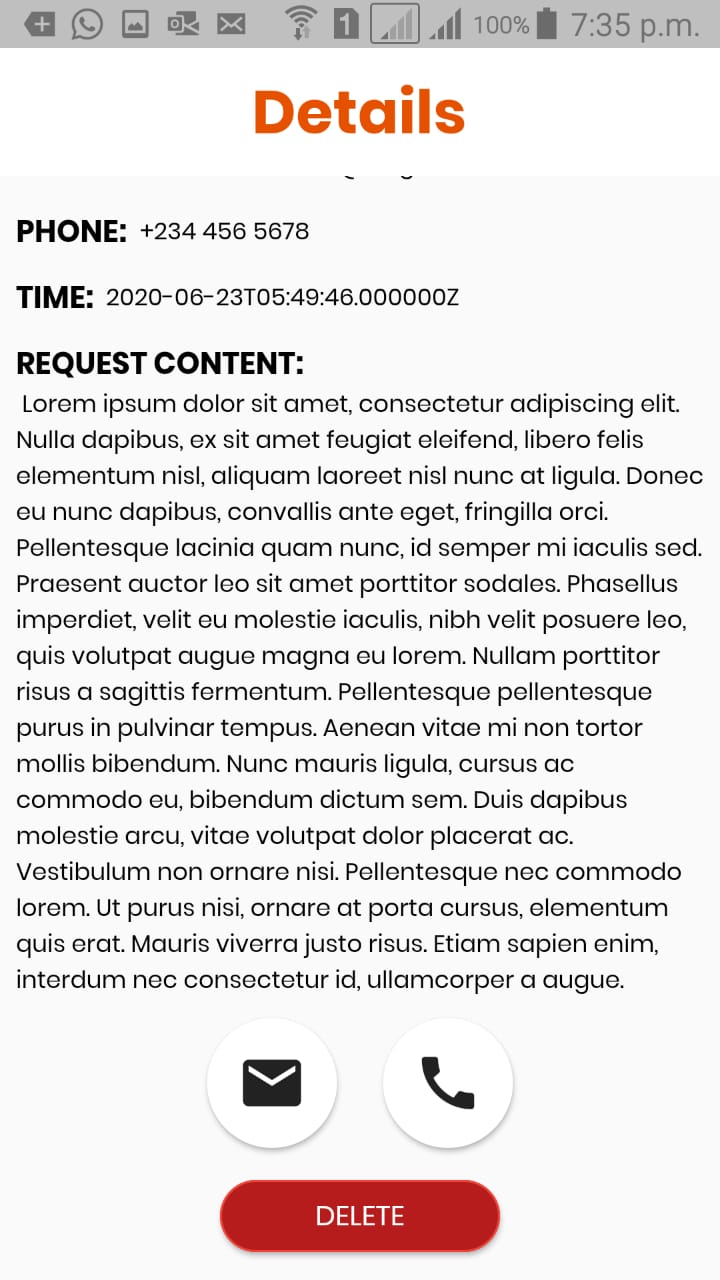 1 100% 7:35 p.m.
Details
PHONE: +234 456 5678
TIME: 2020-06-23T05:49:46.000000Z
REQUEST CONTENT:
Lorem ipsum dolor sit amet, consectetur adipiscing elit.
Nulla dapibus, ex sit amet feugiat eleifend, libero felis
elementum nisl, aliquam laoreet nisl nunc at ligula. Donec
eu nunc dapibus, convallis ante eget, fringilla orci.
Pellentesque lacinia quam nunc, id semper mi iaculis sed.
Praesent auctor leo sit amet porttitor sodales. Phasellus
imperdiet, velit eu molestie iaculis, nibh velit posuere leo,
quis volutpat augue magna eu lorem. Nullam porttitor
risus a sagittis fermentum. Pellentesque pellentesque
purus in pulvinar tempus. Aenean vitae mi non tortor
mollis bibendum. Nunc mauris ligula, cursus ac
commodo eu, bibendum dictum sem. Duis dapibus
molestie arcu, vitae volutpat dolor placerat ac.
Vestibulum non ornare nisi. Pellentesque nec commodo
lorem. Ut purus nisi, ornare at porta cursus, elementum
quis erat. Mauris viverra justo risus. Etiam sapien enim,
interdum nec consectetur id, ullamcorper a augue.
DELETE